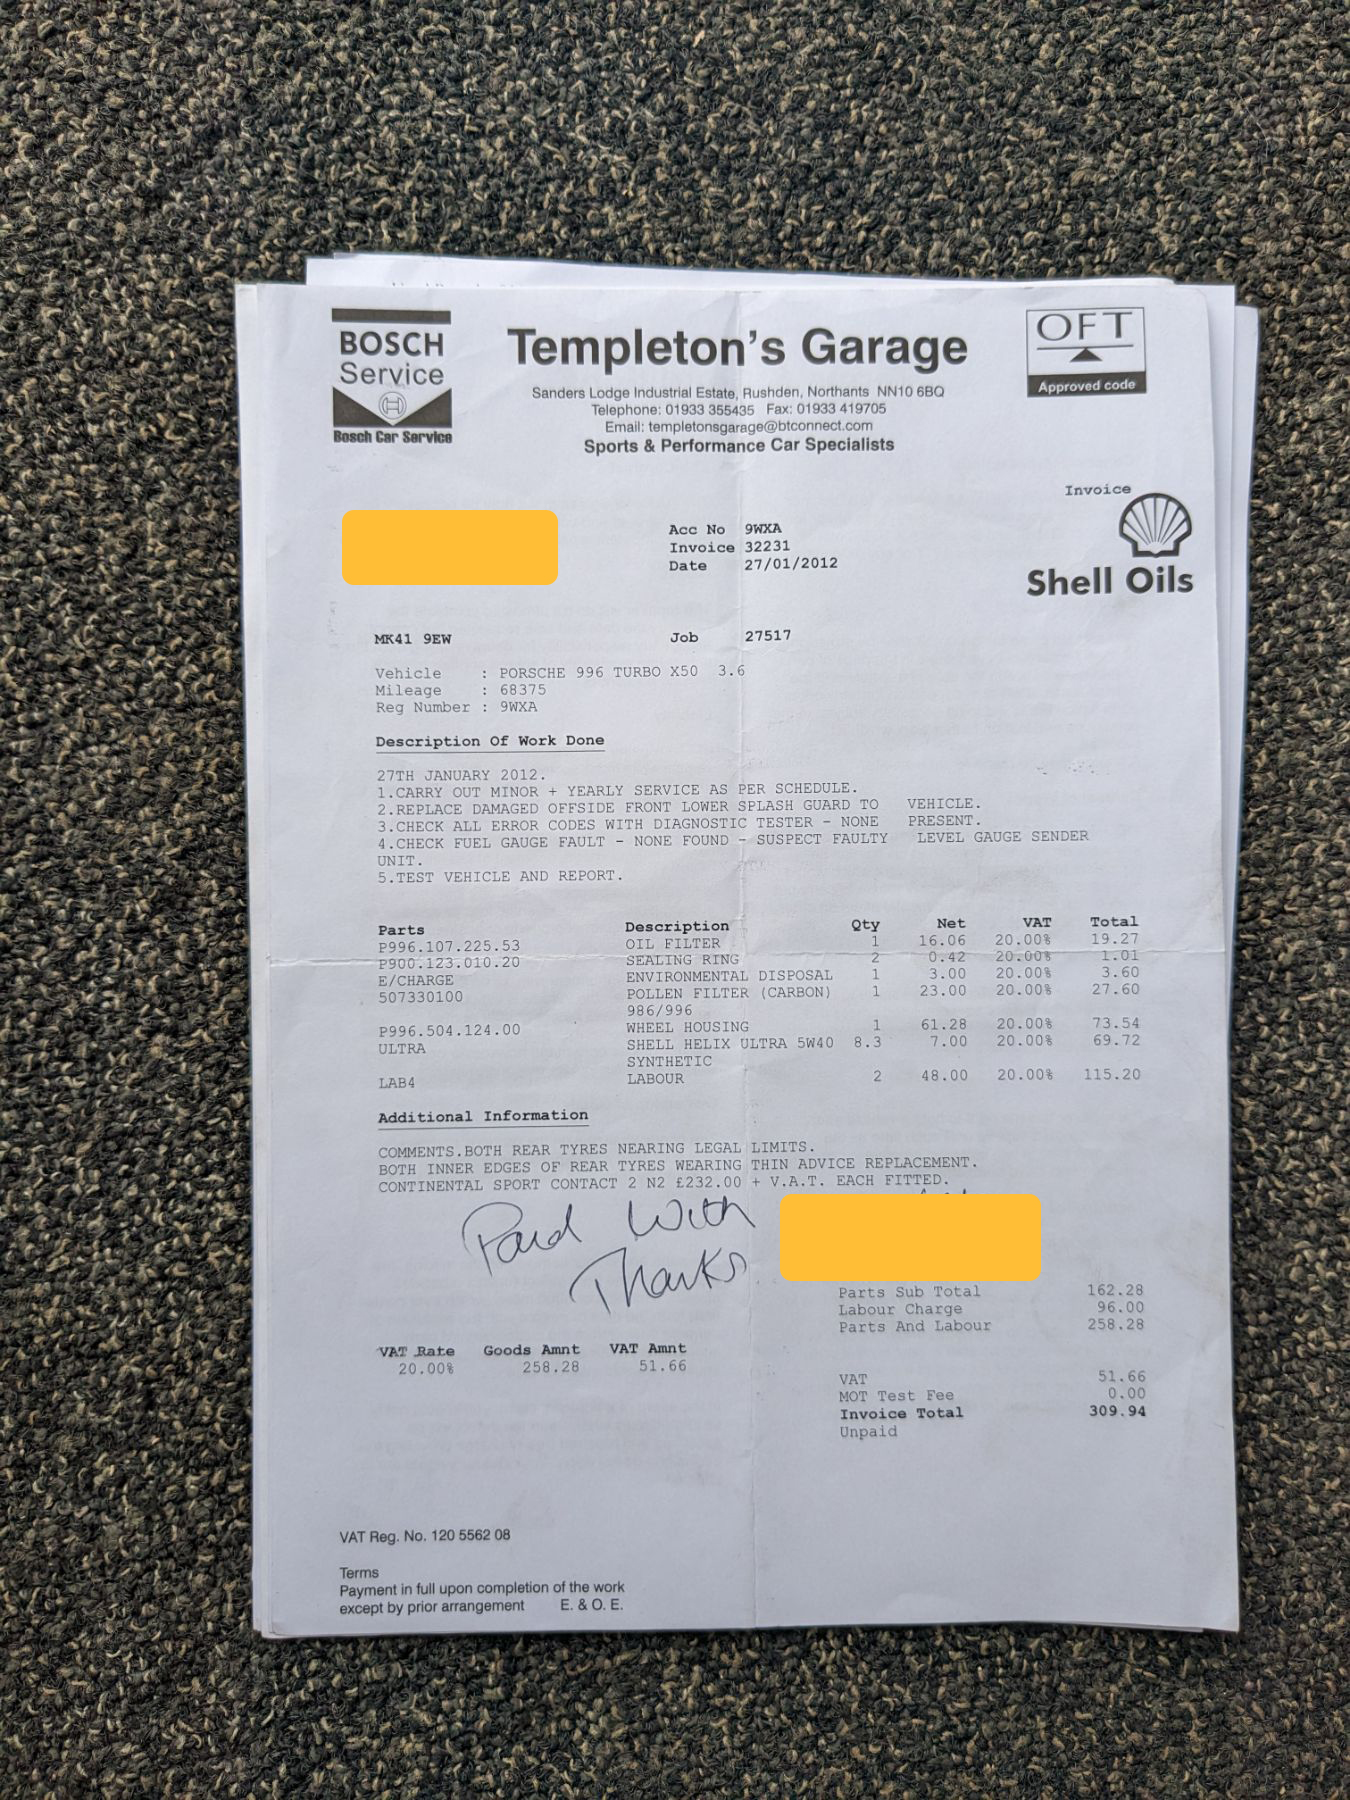 BOSCH
Service
Bosch Car Service
Templeton's Garage
Sanders Lodge Industrial Estate, Rushden, Northants NN10 6BQ
Telephone: 01933 355435 Fax: 01933 419705
Email: templetonsgarage@btconnect.com
Sports & Performance Car Specialists
OFT
Approved code
Invoice
Shell Oils
Acc No 9WXA
Invoice 32231
Date 27/01/2012
MK41 9EW Job 27517
Vehicle : PORSCHE 996 TURBO X50 3.6
Mileage : 68375
Reg Number : 9WXA
Description Of Work Done
27TH JANUARY 2012.
1.CARRY OUT MINOR + YEARLY SERVICE AS PER SCHEDULE.
2.REPLACE DAMAGED OFFSIDE FRONT LOWER SPLASH GUARD TO VEHICLE.
3.CHECK ALL ERROR CODES WITH DIAGNOSTIC TESTER - NONE PRESENT.
4.CHECK FUEL GAUGE FAULT - NONE FOUND - SUSPECT FAULTY LEVEL GAUGE SENDER
UNIT.
5.TEST VEHICLE AND REPORT.
Parts Description Qty Net VAT Total
P996.107.225.53 OIL FILTER 1 16.06 20.00% 19.27
P900.123.010.20 SEALING RING 2 0.42 20.00% 1.01
E/CHARGE ENVIRONMENTAL DISPOSAL 1 3.00 20.00% 3.60
507330100 POLLEN FILTER (CARBON) 1 23.00 20.00% 27.60
986/996
P996.504.124.00 WHEEL HOUSING 1 61.28 20.00% 73.54
ULTRA SHELL HELIX ULTRA 5W40 8.3 7.00 20.00% 69.72
SYNTHETIC
LAB4 LABOUR 2 48.00 20.00% 115.20
Additional Information
COMMENTS.BOTH REAR TYRES NEARING LEGAL LIMITS.
BOTH INNER EDGES OF REAR TYRES WEARING THIN ADVICE REPLACEMENT.
CONTINENTAL SPORT CONTACT 2 N2 £232.00 + V.A.T. EACH FITTED.
Paid With
Thanks
Parts Sub Total 162.28
Labour Charge 96.00
Parts And Labour 258.28
VAT Rate Goods Amnt VAT Amnt
20.00% 258.28 51.66
VAT 51.66
MOT Test Fee 0.00
Invoice Total 309.94
Unpaid
VAT Reg. No. 120 5562 08
Terms
Payment in full upon completion of the work
except by prior arrangement E. & O. E.